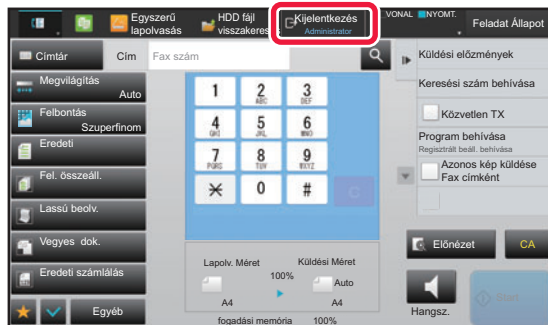 Egyszerű
lapolvasás
HDD fájl
visszakeres
Kijelentkezés
Administrator
VONAL
NYOMT.
Feladat Állapot
Címtár
Cím
Fax szám
Küldési előzmények
Megvilágítás
Auto
Keresési szám behívása
Felbontás
Szuperfinom
Közvetlen TX
Eredeti
Program behívása
Regisztrált beáll. behívása
Fel. összeáll.
Azonos kép küldése
Fax címként
Lassú beolv.
1
2
ABC
3
DEF
4
GHI
5
JKL
6
MNO
7
PQRS
8
TUV
9
WXYZ
0
#
C
Vegyes dok.
Előnézet
CA
Eredeti számlálás
Lapolv. Méret
Küldési Méret
100%
Auto
A4
A4
Egyéb
fogadási memória 100%
Hangsz.
Start